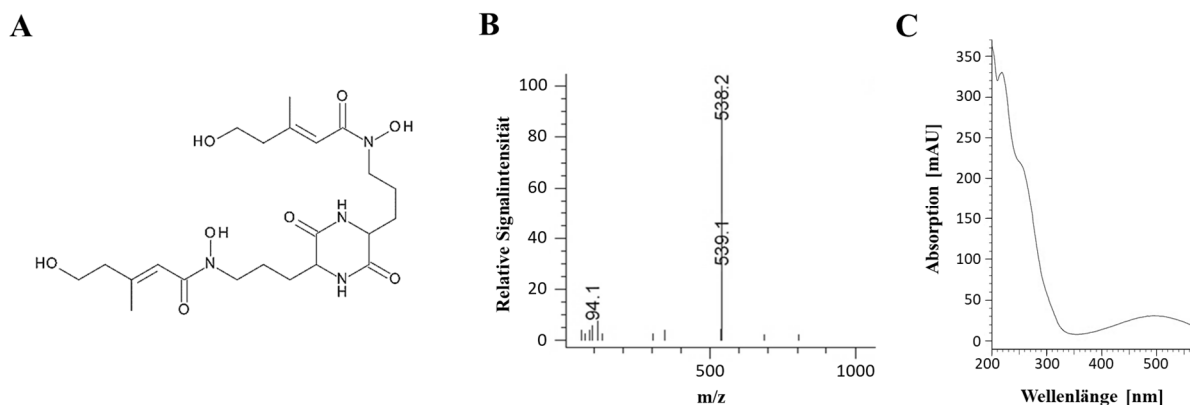 A
B
C
O
HO
N
OH
H
O
N
OH
HO
N
N
H
O
O
Relative Signalintensität
100
80
60
40
20
0
538.2
539.1
94.1
500
1000
m/z
Absorption [mAU]
350
300
250
200
150
100
50
0
200
300
400
500
Wellenlänge [nm]